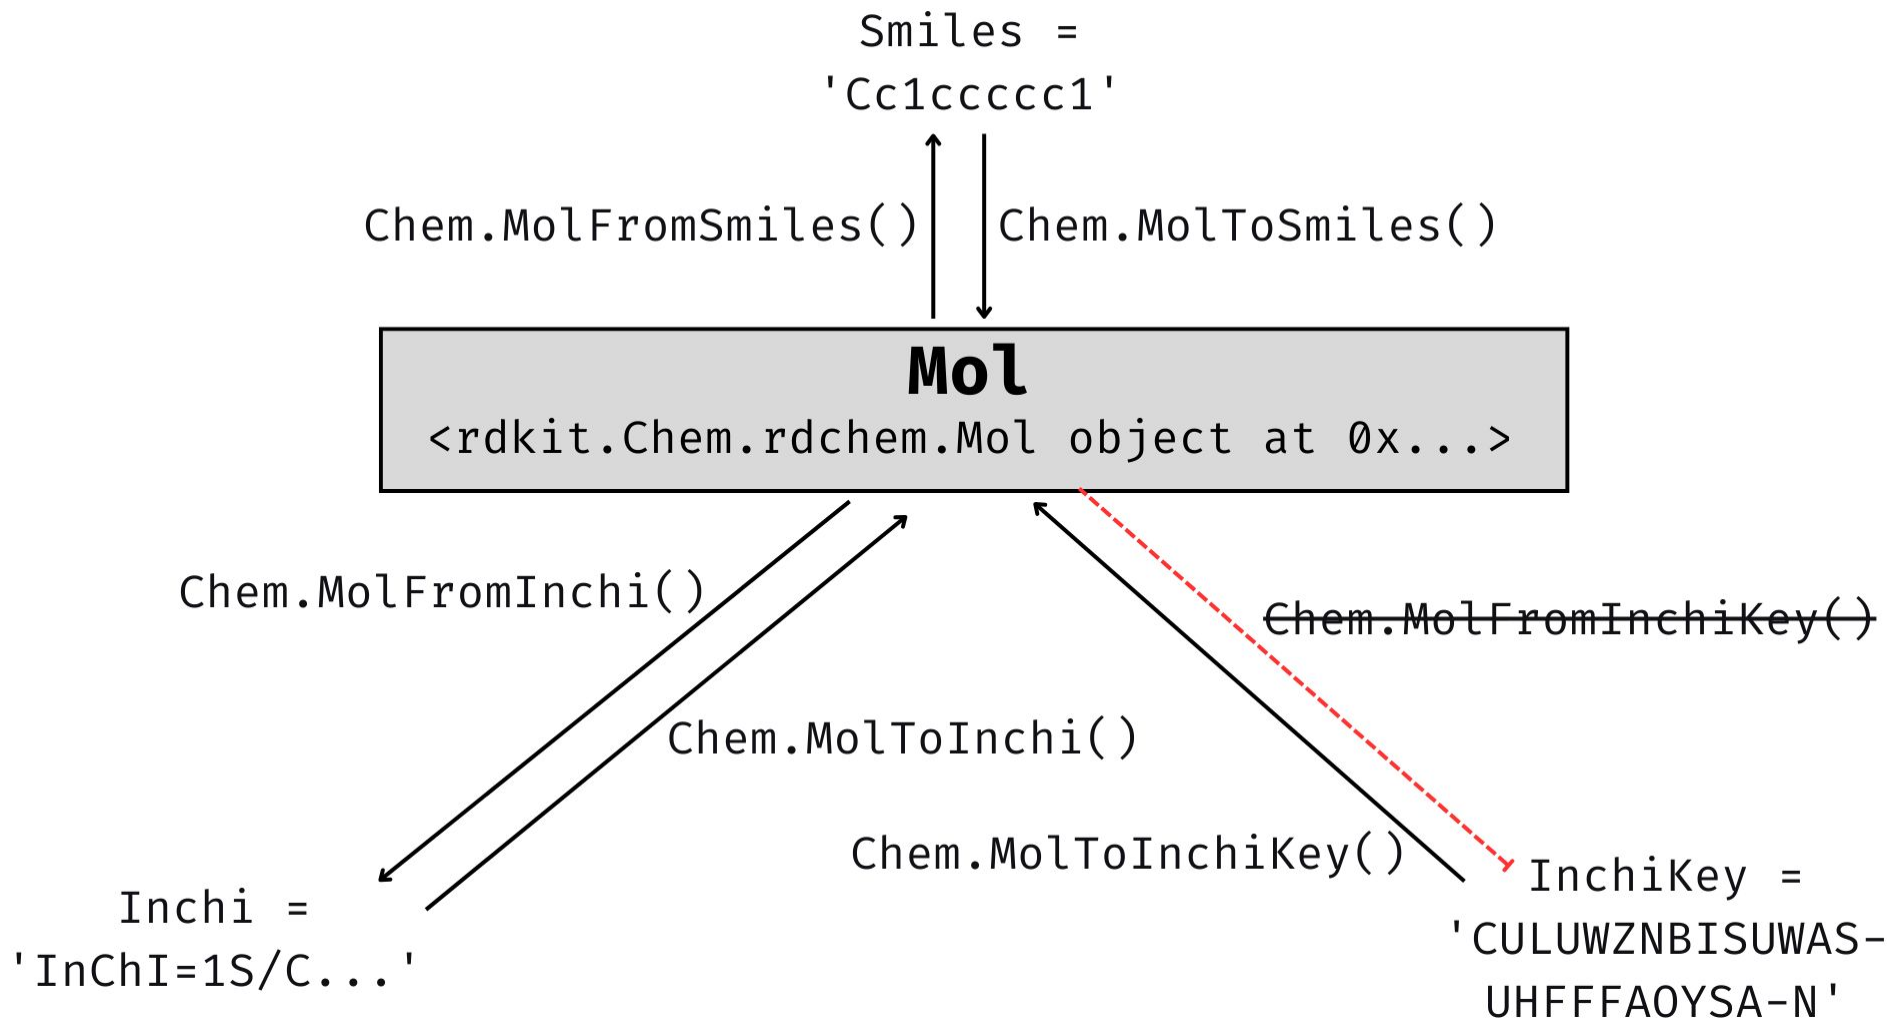 Smiles =
'Cc1ccccc1'
Chem.MolFromSmiles()
Chem.MolToSmiles()
Mol
<rdkit.Chem.rdchem.Mol object at 0x...>
Chem.MolFromInchi()
Chem.MolFromInchiKey()
Chem.MolToInchi()
Chem.MolToInchiKey()
Inchi =
'InChI=1S/C...'
InchiKey =
'CULUWZNBISUWAS-
UHFFFAOYSA-N'